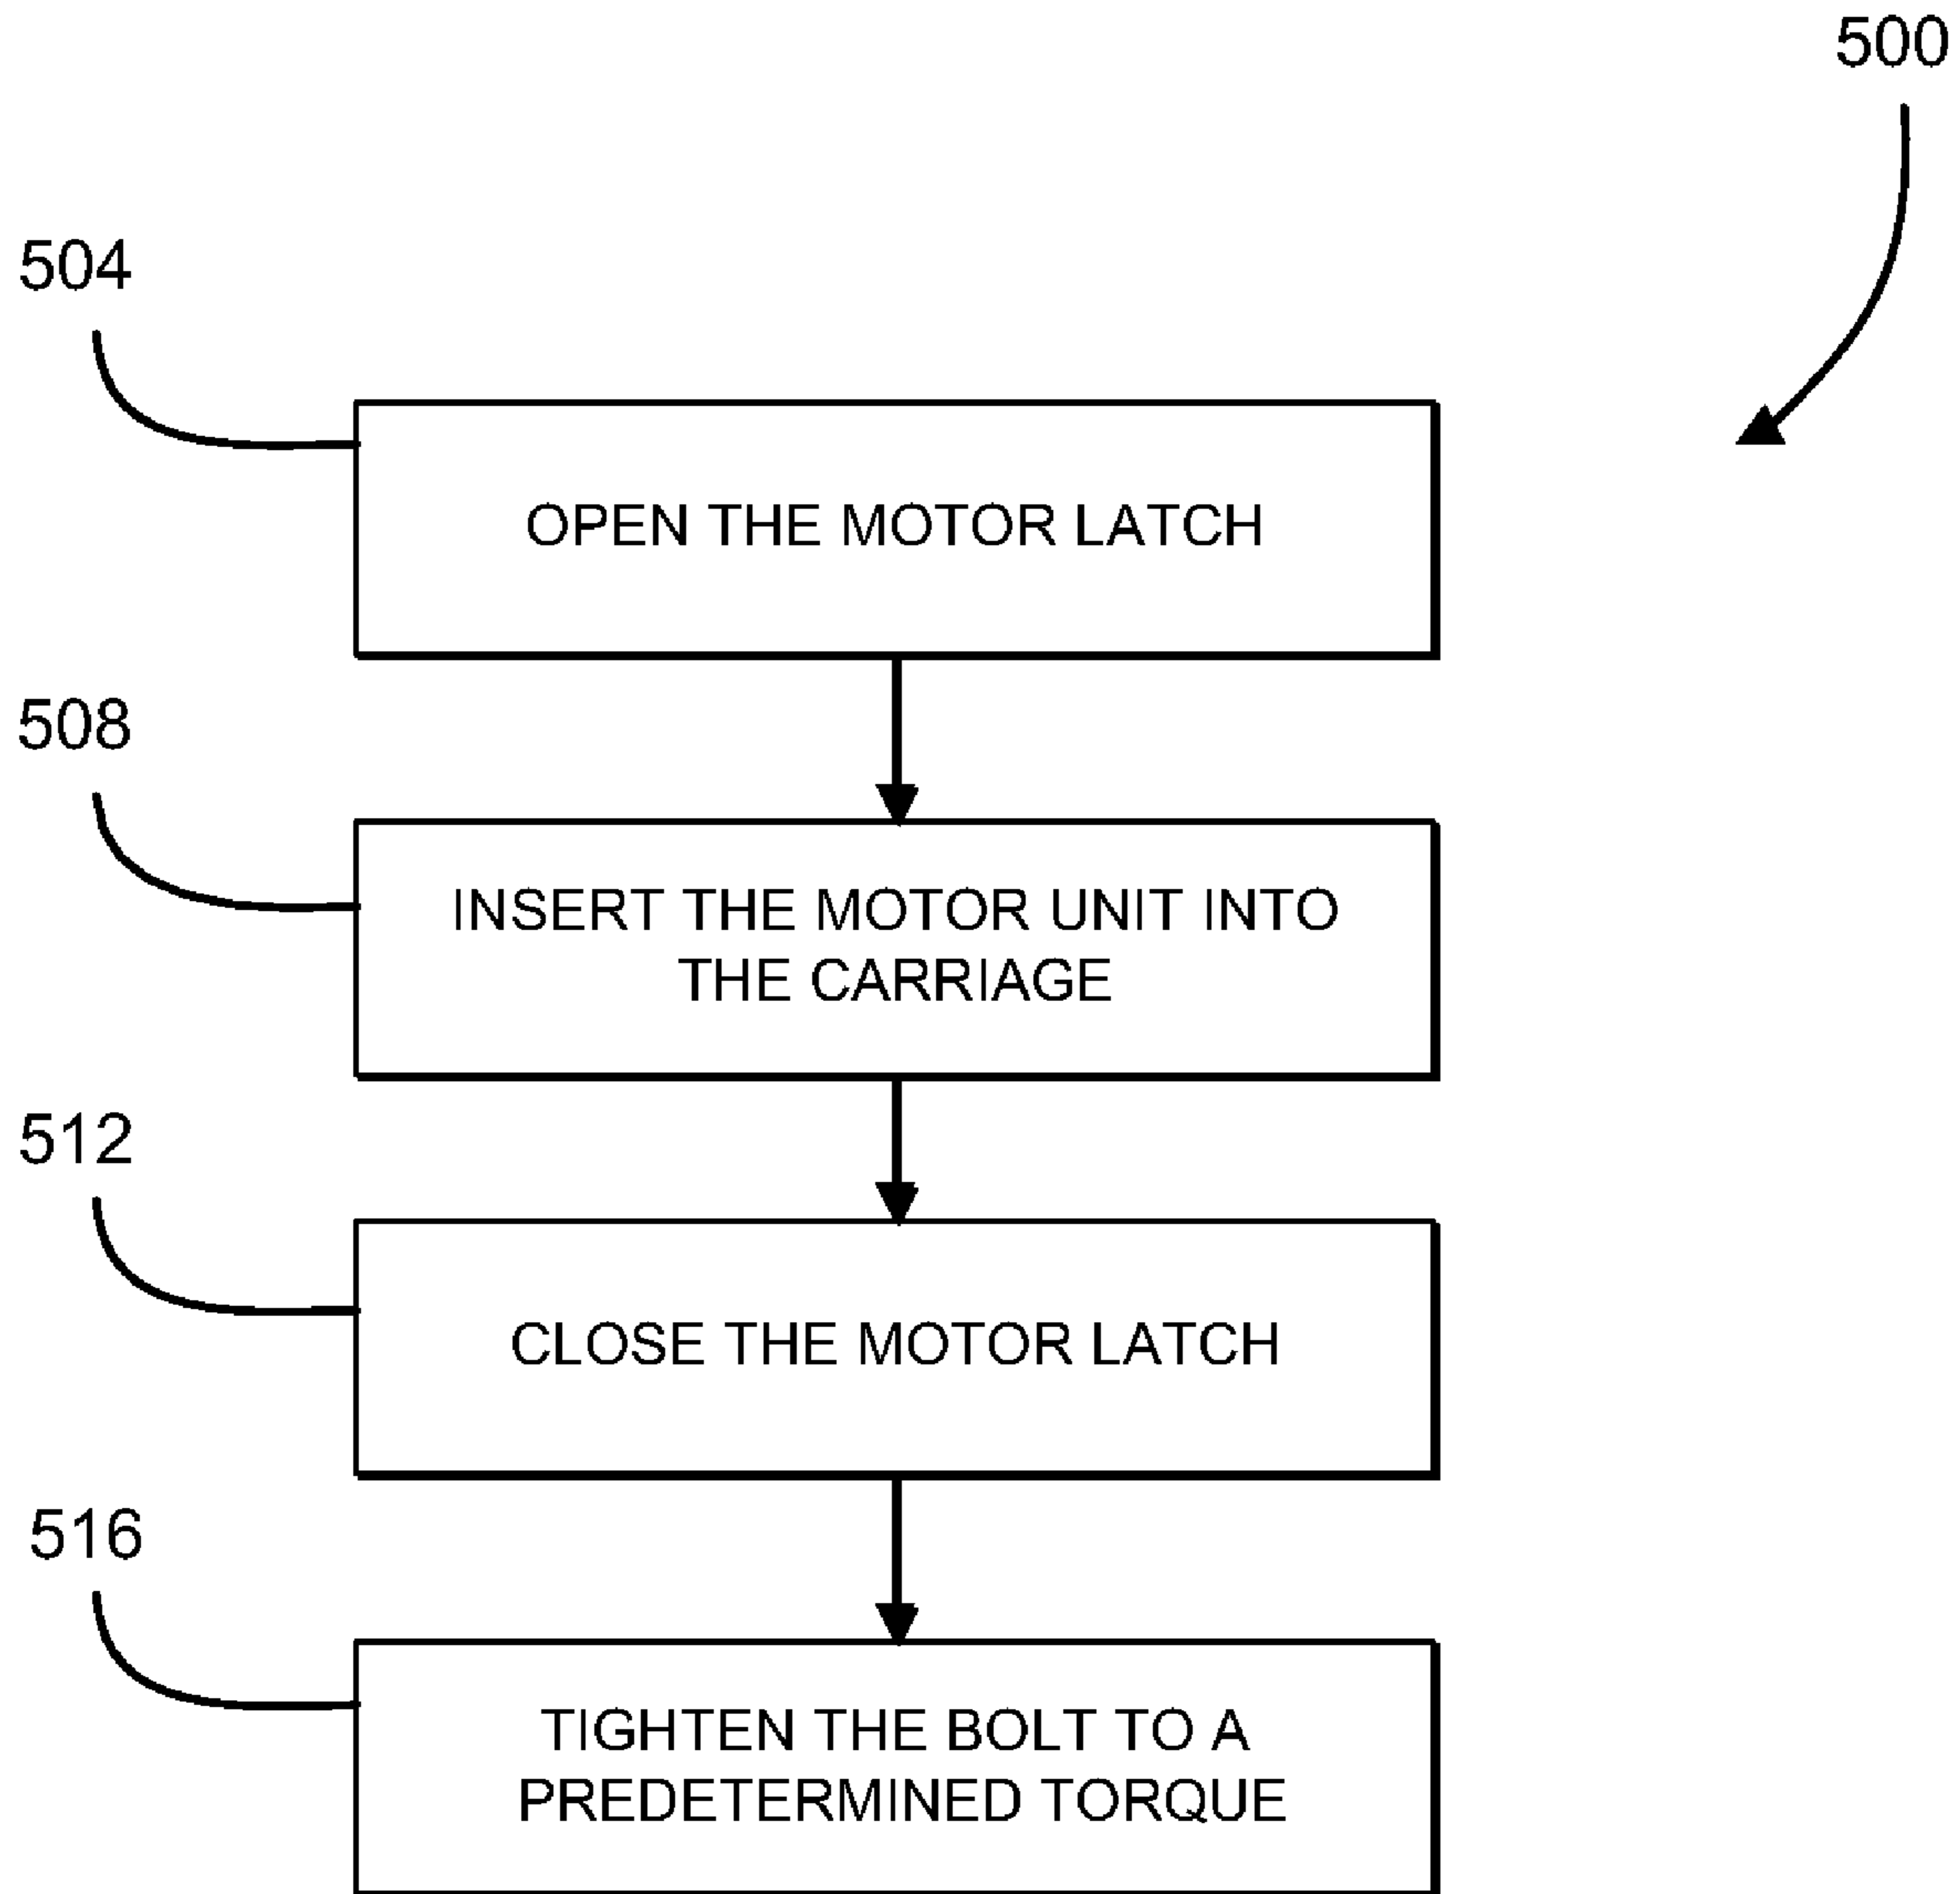 500
504
OPEN THE MOTOR LATCH
508
INSERT THE MOTOR UNIT INTO
THE CARRIAGE
512
CLOSE THE MOTOR LATCH
516
TIGHTEN THE BOLT TO A
PREDETERMINED TORQUE